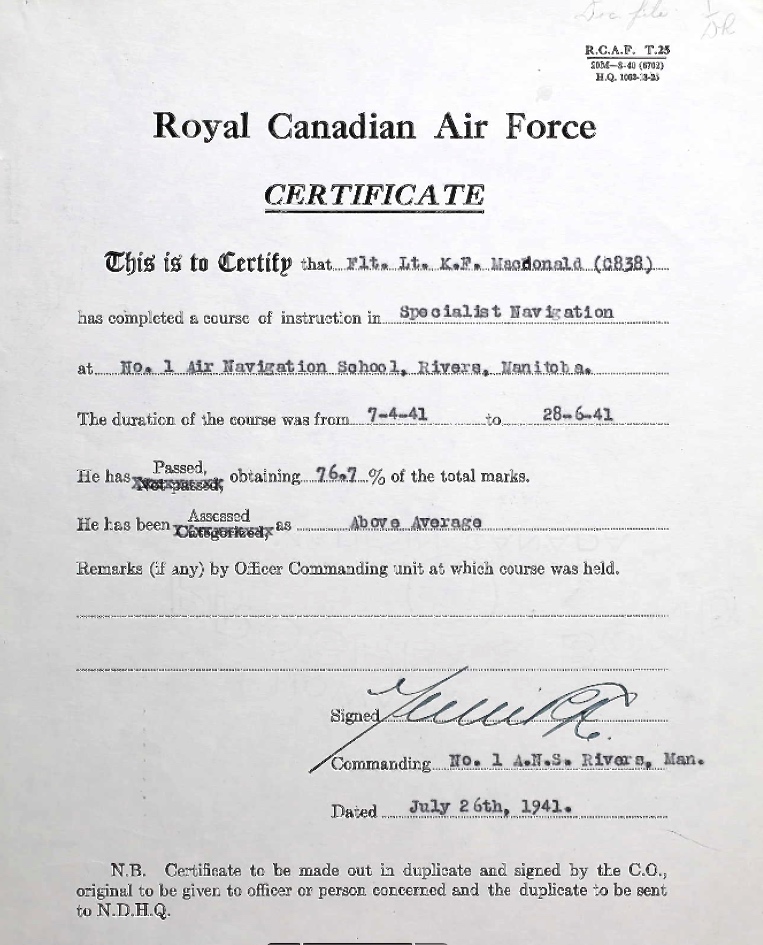 R.C.A.F. T.25
20M—8-40 (6702)
H.Q. 1062-3-25
Royal Canadian Air Force
CERTIFICATE
This is to Certify that Flt. Lt. K.F. Macdonald (C838)
has completed a course of instruction in Specialist Navigation
at No. 1 Air Navigation School, Rivers, Manitoba.
The duration of the course was from 7-4-41 to 28-6-41
He has Passed, Not passed, obtaining 76.7 % of the total marks.
He has been Assessed Categorized, as Above Average
Remarks (if any) by Officer Commanding unit at which course was held.
Signed
Commanding No. 1 A.N.S. Rivers, Man.
Dated July 26th, 1941.
N.B. Certificate to be made out in duplicate and signed by the C.O.,
original to be given to officer or person concerned and the duplicate to be sent
to N.D.H.Q.